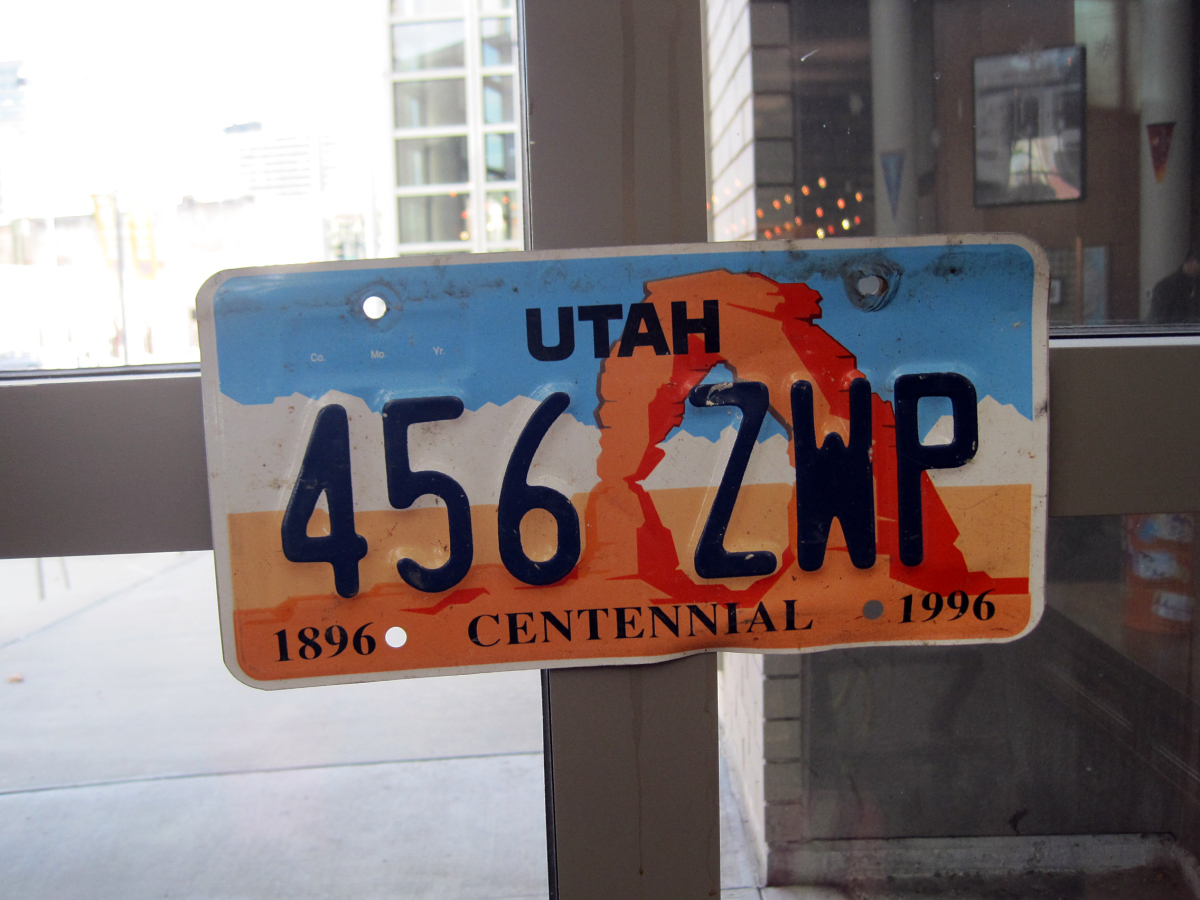 UTAH
Co. Mo. Yr.
456 ZWP
1896 CENTENNIAL 1996